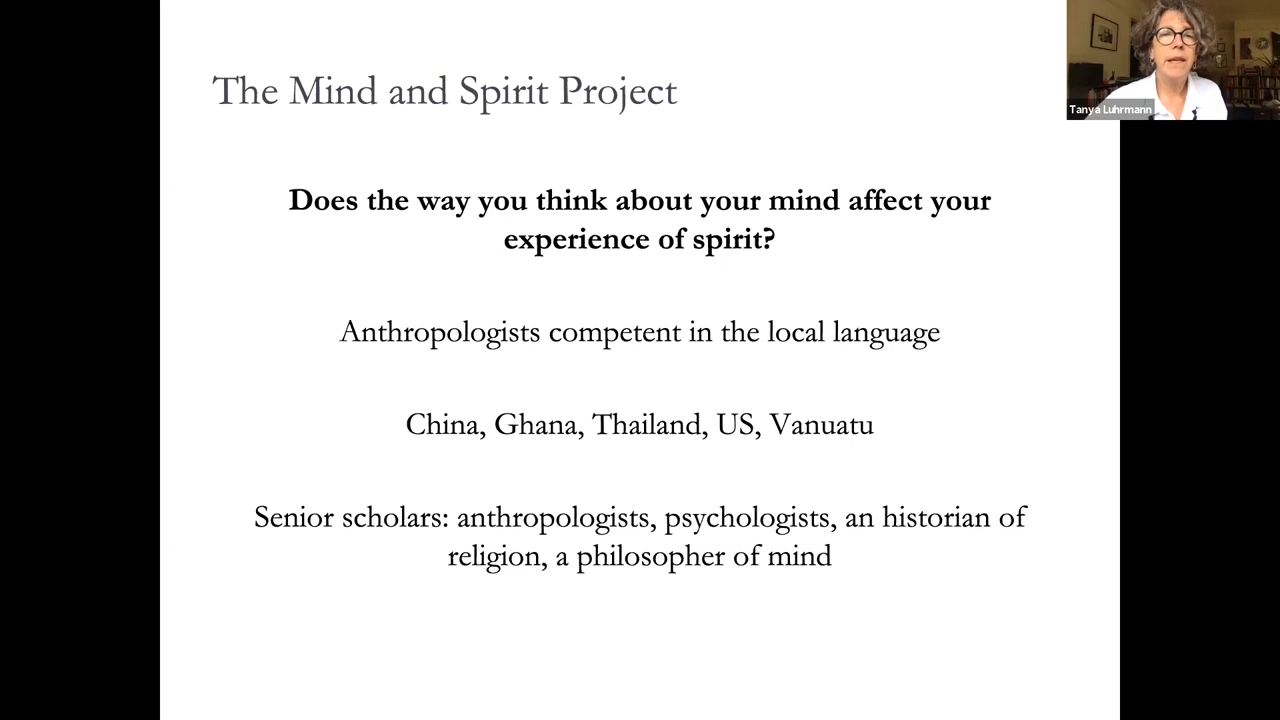 The Mind and Spirit Project
Tanya Luhrmann
Does the way you think about your mind affect your
experience of spirit?
Anthropologists competent in the local language
China, Ghana, Thailand, US, Vanuatu
Senior scholars: anthropologists, psychologists, an historian of
religion, a philosopher of mind